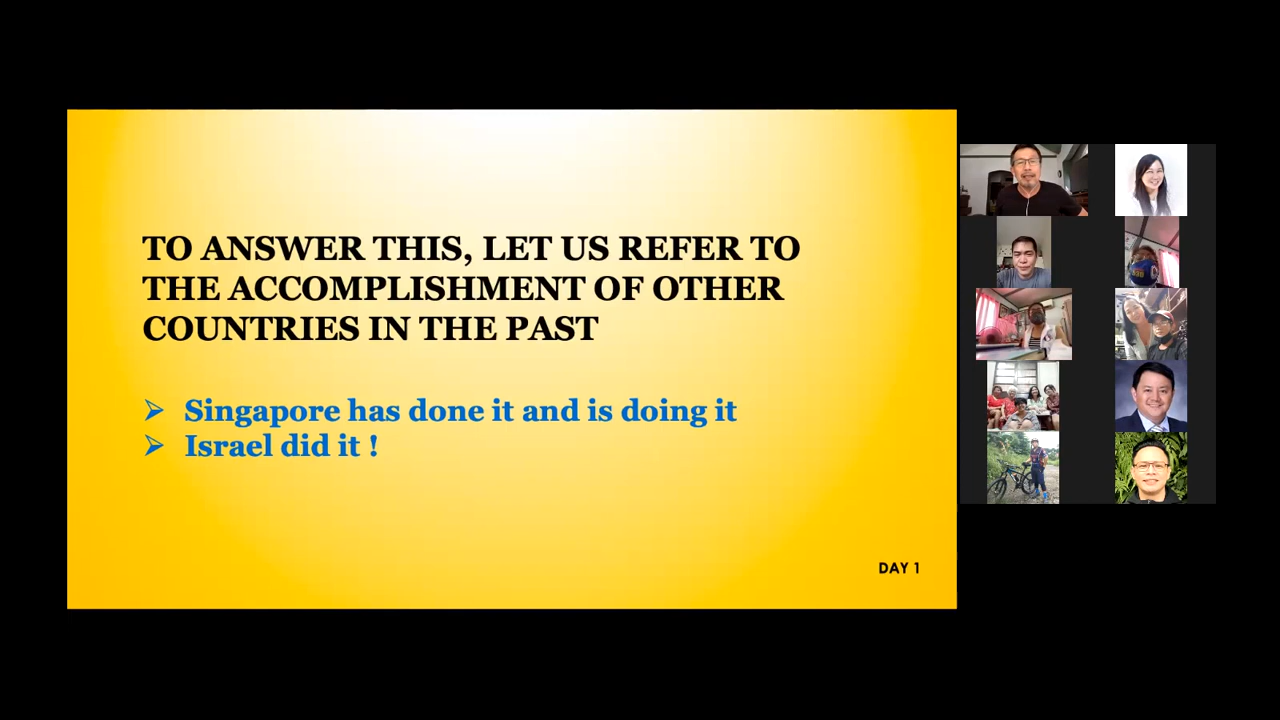 TO ANSWER THIS, LET US REFER TO
THE ACCOMPLISHMENT OF OTHER
COUNTRIES IN THE PAST
➢ Singapore has done it and is doing it
➢ Israel did it !
DAY 1